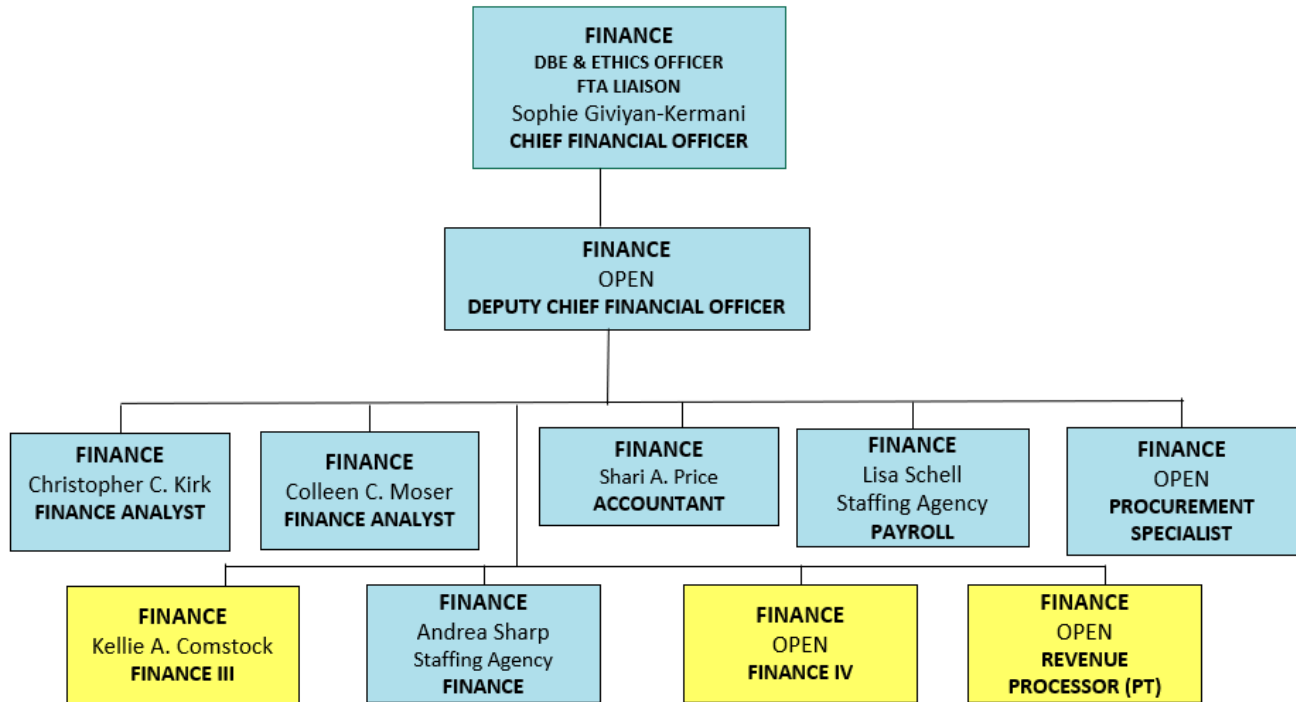 FINANCE
DBE & ETHICS OFFICER
FTA LIAISON
Sophie Giviyan-Kermani
CHIEF FINANCIAL OFFICER
FINANCE
OPEN
DEPUTY CHIEF FINANCIAL OFFICER
FINANCE
Christopher C. Kirk
FINANCE ANALYST
FINANCE
Colleen C. Moser
FINANCE ANALYST
FINANCE
Shari A. Price
ACCOUNTANT
FINANCE
Lisa Schell
Staffing Agency
PAYROLL
FINANCE
OPEN
PROCUREMENT
SPECIALIST
FINANCE
Kellie A. Comstock
FINANCE III
FINANCE
Andrea Sharp
Staffing Agency
FINANCE
FINANCE
OPEN
FINANCE IV
FINANCE
OPEN
REVENUE
PROCESSOR (PT)